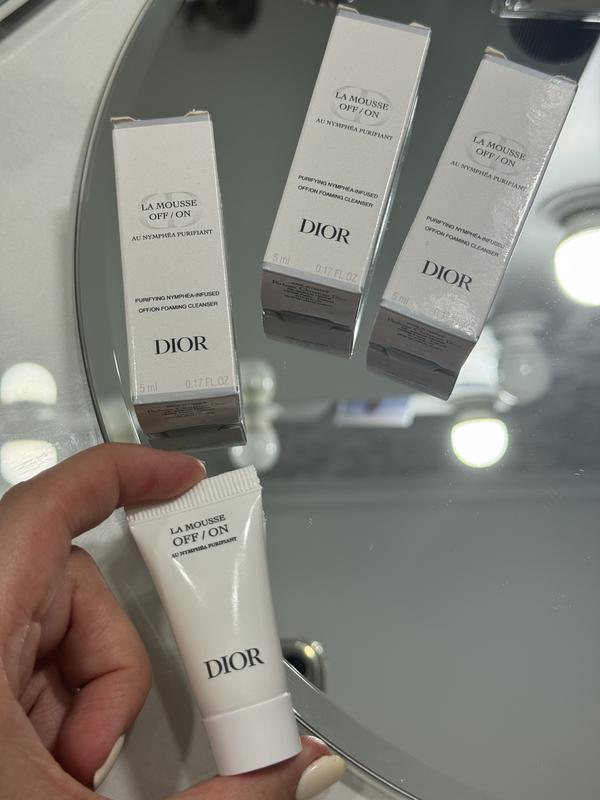 LA MOUSSE
OFF / ON
AU NYMPHÉA PURIFIANT
PURIFYING NYMPHÉA-INFUSED
OFF/ON FOAMING CLEANSER
DIOR
5 ml 0.17 FL.OZ
LA MOUSSE
OFF / ON
AU NYMPHÉA PURIFIANT
PURIFYING NYMPHÉA-INFUSED
OFF/ON FOAMING CLEANSER
DIOR
5 ml 0.17 FL.OZ
LA MOUSSE
OFF / ON
AU NYMPHÉA PURIFIANT
PURIFYING NYMPHÉA-INFUSED
OFF/ON FOAMING CLEANSER
DIOR
5 ml
LA MOUSSE
OFF / ON
AU NYMPHÉA PURIFIANT
DIOR